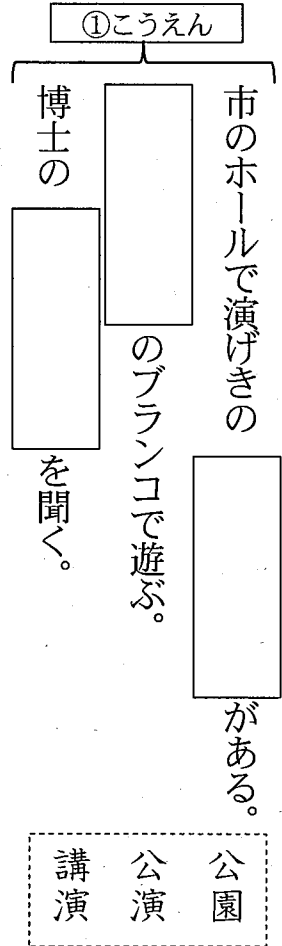 ①こうえん
市のホールで演げきの
がある。
のブランコで遊ぶ。
博士の
を聞く。
公園
公演
講演